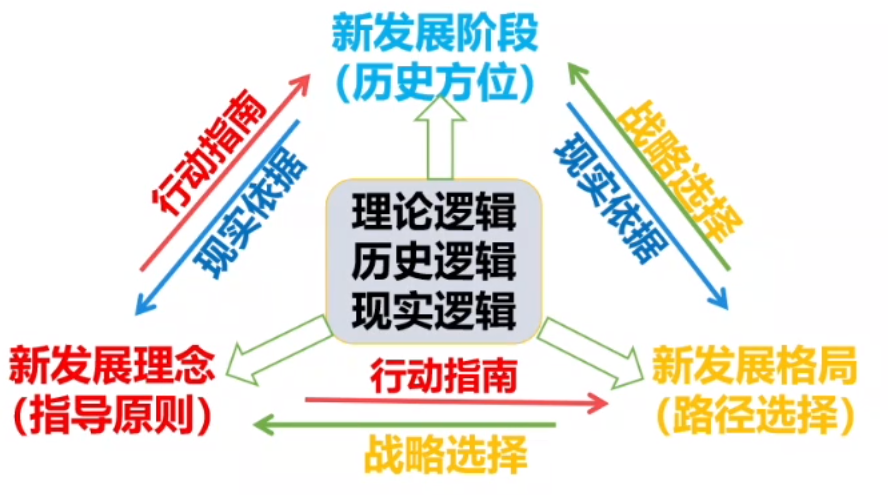 新发展阶段
（历史方位）
行动指南
现实依据
战略选择
现实依据
理论逻辑
历史逻辑
现实逻辑
新发展理念
（指导原则）
行动指南
战略选择
新发展格局
（路径选择）